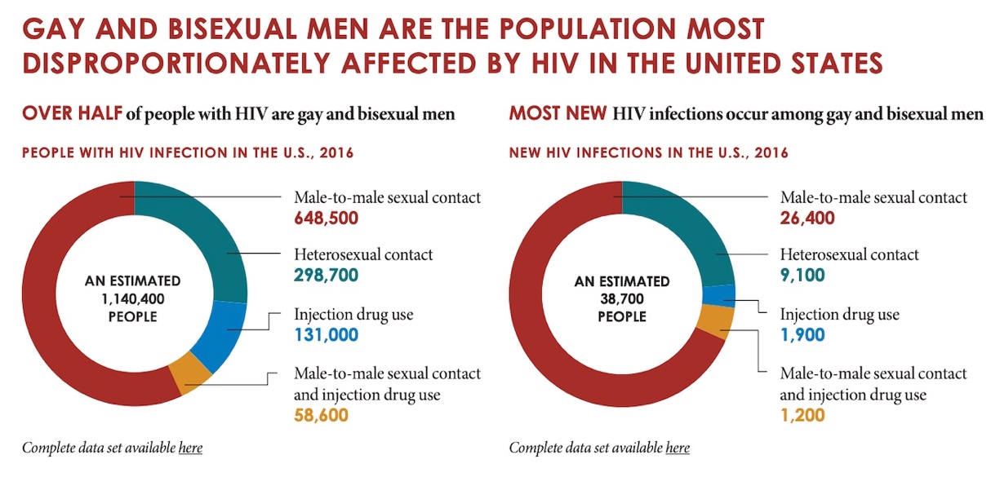 GAY AND BISEXUAL MEN ARE THE POPULATION MOST
DISPROPORTIONATELY AFFECTED BY HIV IN THE UNITED STATES
OVER HALF of people with HIV are gay and bisexual men
PEOPLE WITH HIV INFECTION IN THE U.S., 2016
Male-to-male sexual contact
648,500
Heterosexual contact
298,700
AN ESTIMATED
1,140,400
PEOPLE
Injection drug use
131,000
Male-to-male sexual contact
and injection drug use
58,600
Complete data set available here
MOST NEW HIV infections occur among gay and bisexual men
NEW HIV INFECTIONS IN THE U.S., 2016
Male-to-male sexual contact
26,400
Heterosexual contact
9,100
AN ESTIMATED
38,700
PEOPLE
Injection drug use
1,900
Male-to-male sexual contact
and injection drug use
1,200
Complete data set available here